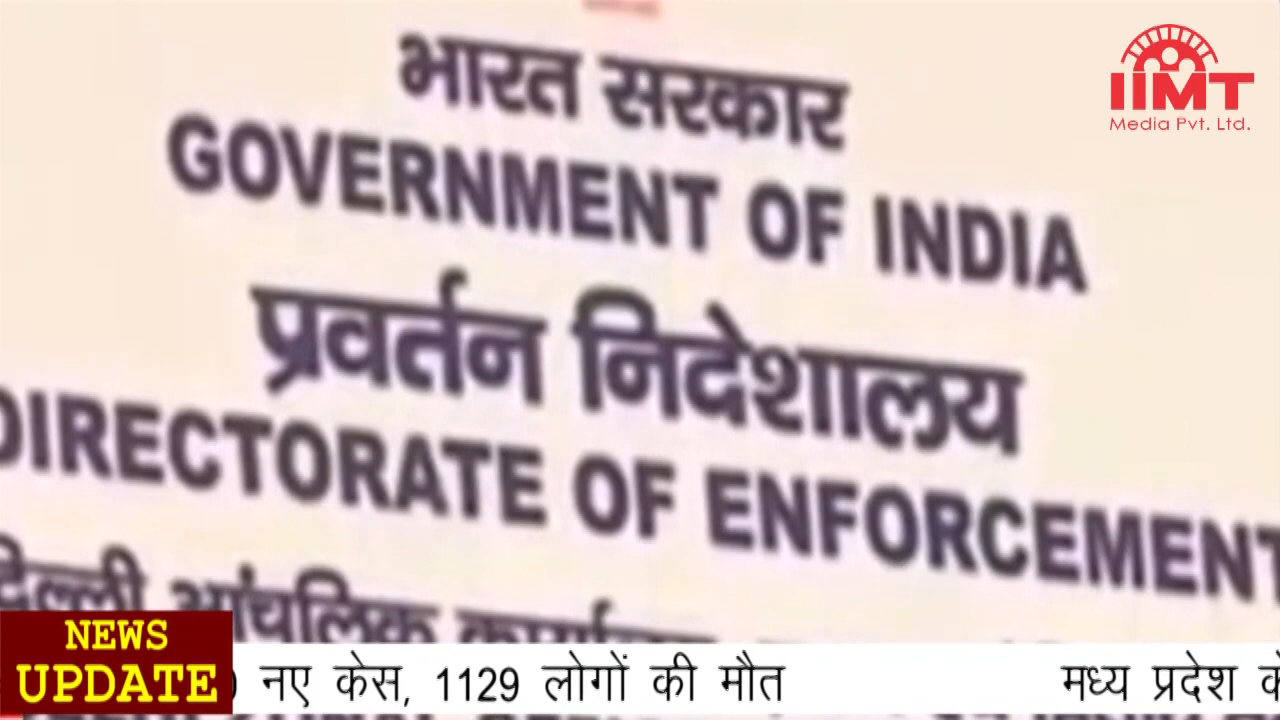 IIMT
Media Pvt. Ltd.
भारत सरकार
GOVERNMENT OF INDIA
प्रवर्तन निदेशालय
DIRECTORATE OF ENFORCEMENT
दिल्ली आंचलिक
NEWS
UPDATE
नए केस, 1129 लोगों की मौत
मध्य प्रदेश